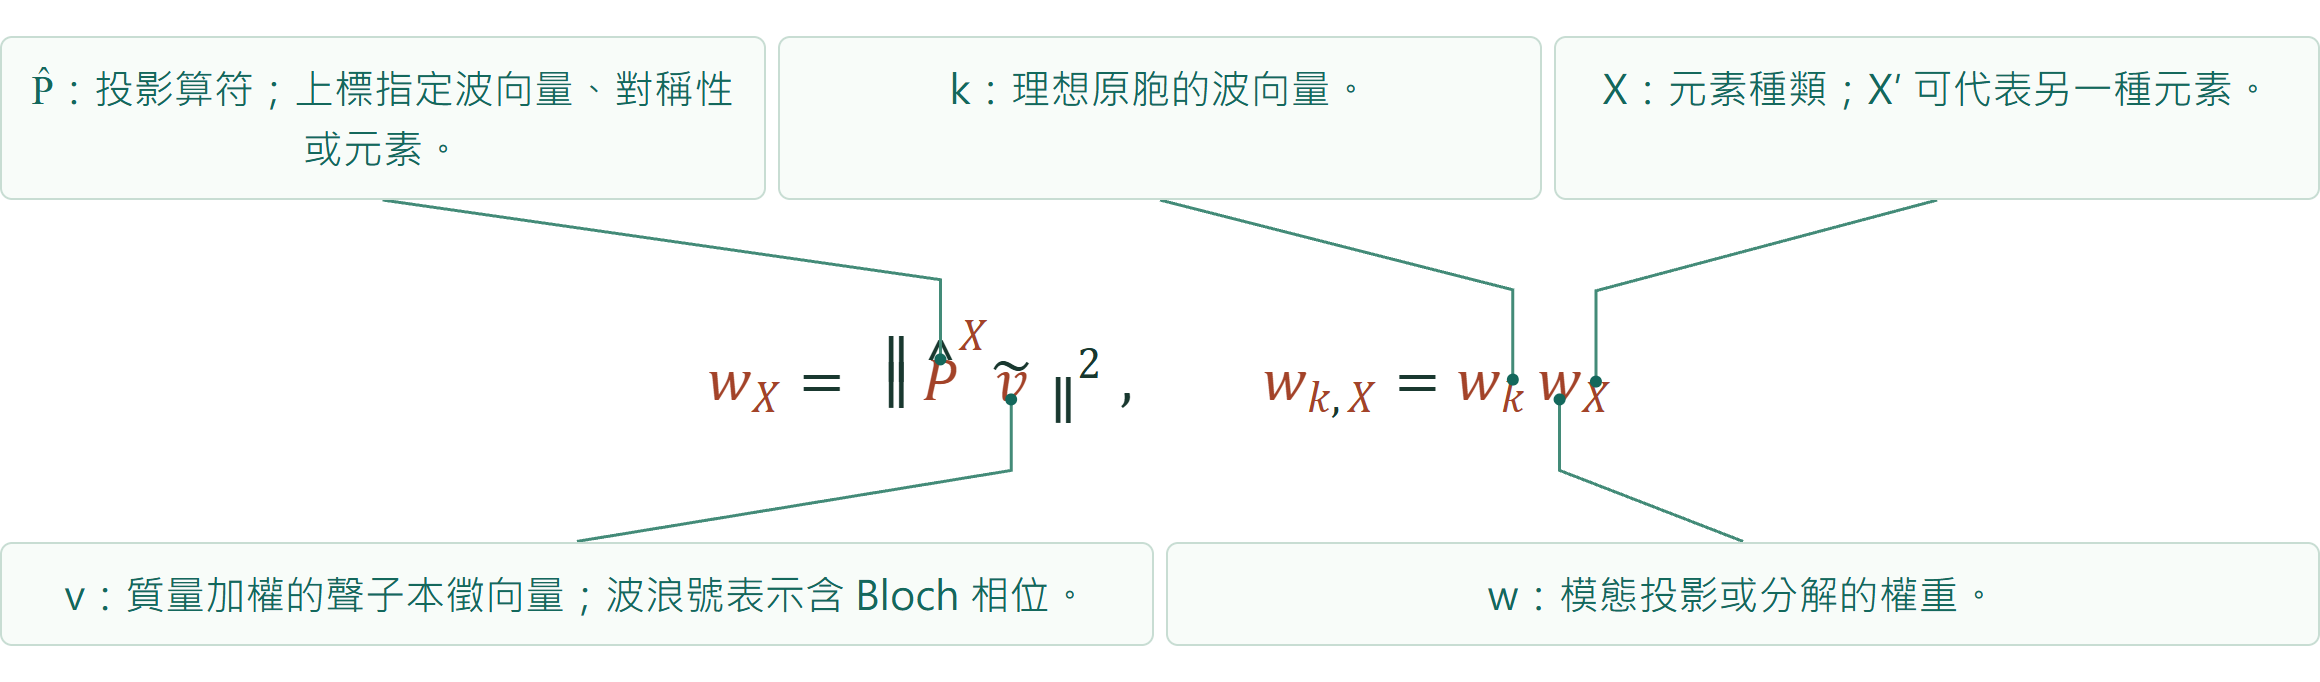 P̂：投影算符；上標指定波向量、對稱性
或元素。
k：理想原胞的波向量。
X：元素種類；X' 可代表另一種元素。
w_X = ‖P̂^X ṽ‖^2 ,    w_{k,X} = w_k w_X
v：質量加權的聲子本徵向量；波浪號表示含 Bloch 相位。
w：模態投影或分解的權重。